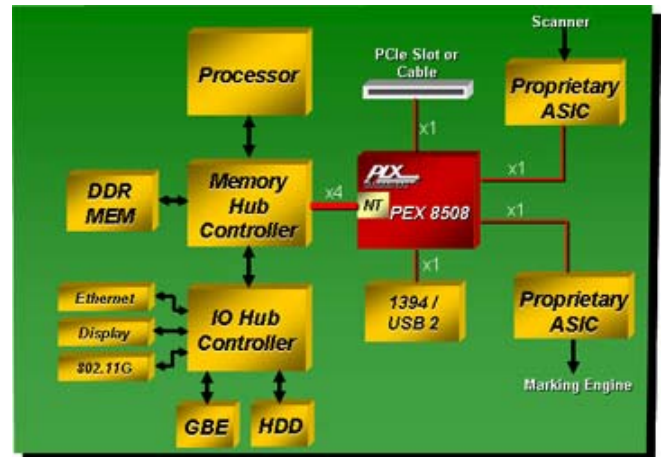 Scanner
PCIe Slot or
Cable
Processor
Proprietary
ASIC
x1
PLX
x1
DDR
MEM
Memory
Hub
Controller
x4
NT
PEX 8508
x1
x1
Ethernet
Display
802.11G
IO Hub
Controller
1394 /
USB 2
Proprietary
ASIC
Marking Engine
GBE
HDD